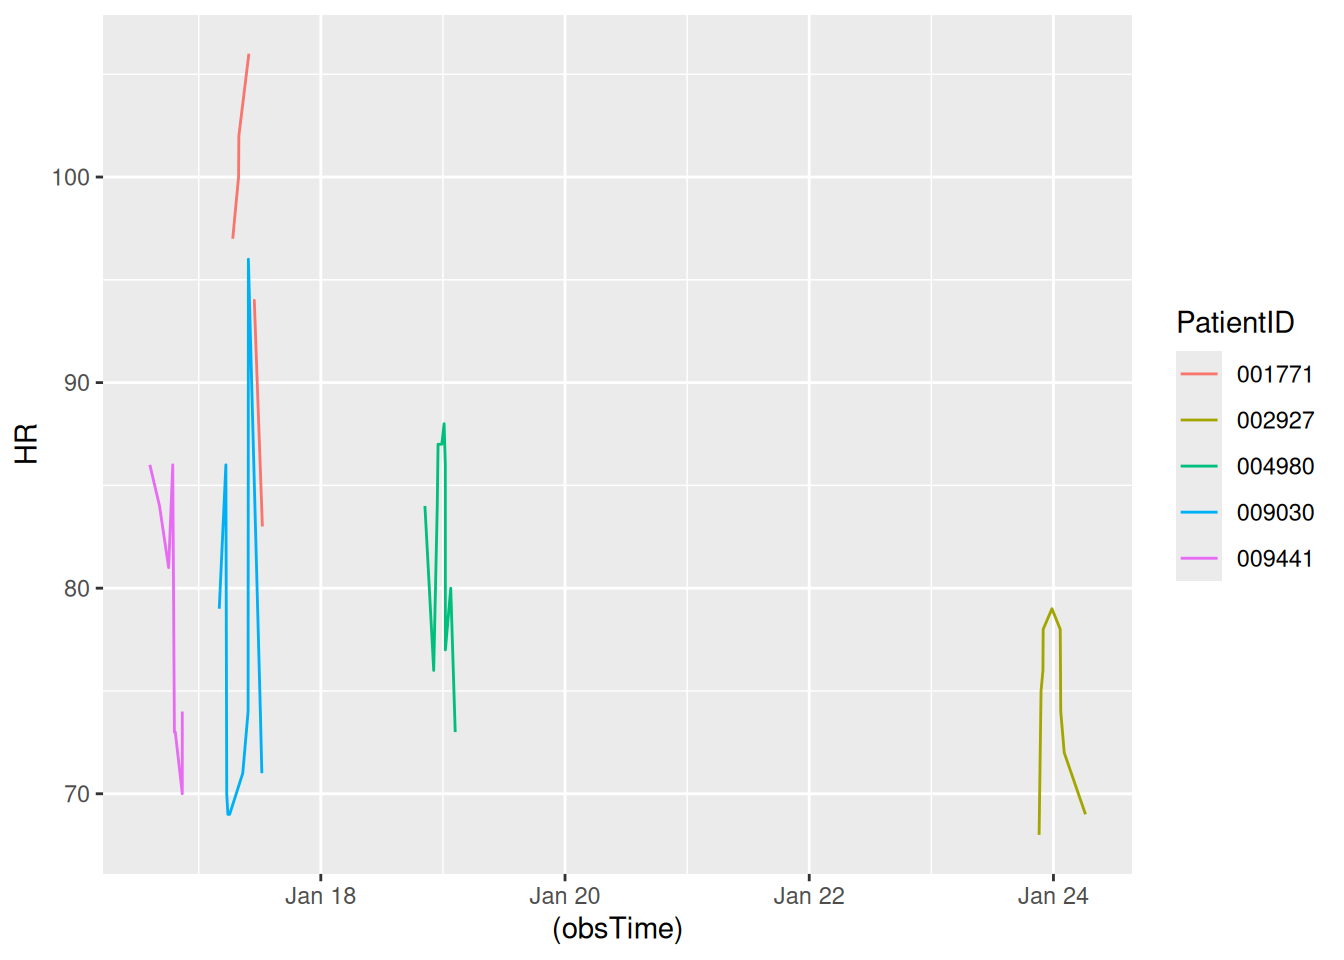 HR
100
90
80
70
Jan 18
Jan 20
Jan 22
Jan 24
(obsTime)
PatientID
001771
002927
004980
009030
009441